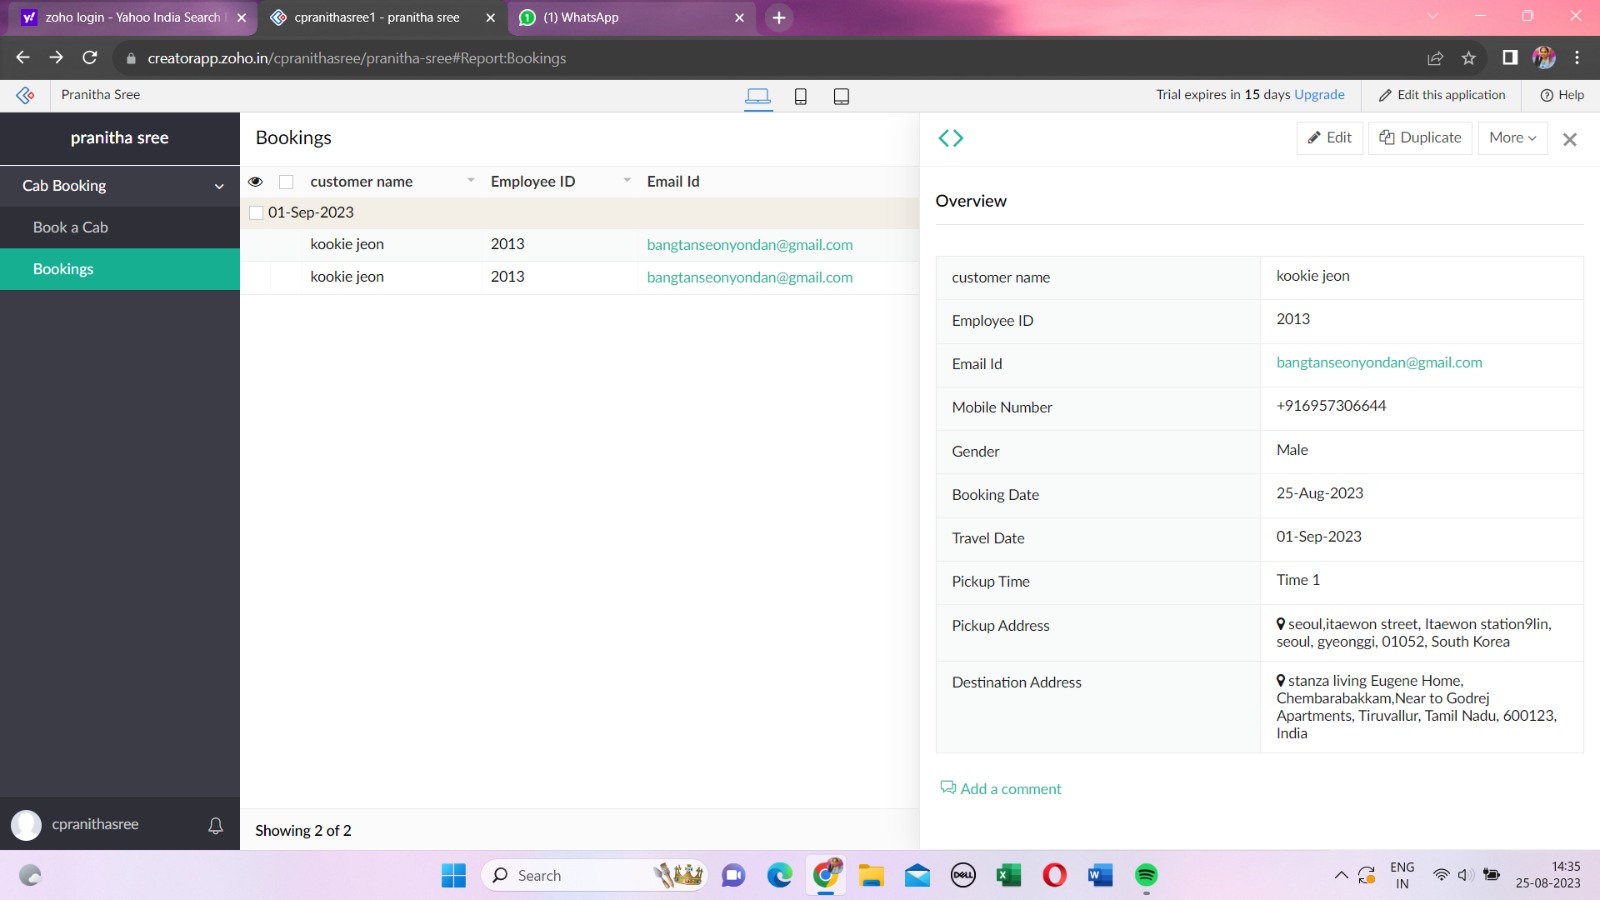 zoho login - Yahoo India Search
cpranithasree1 - pranitha sree
(1) WhatsApp
creatorapp.zoho.in/cpranithasree/pranitha-sree#Report:Bookings
Pranitha Sree
Trial expires in 15 days Upgrade
Edit this application
Help
pranitha sree
Cab Booking
Book a Cab
Bookings
cpranithasree
Bookings
customer name Employee ID Email Id
01-Sep-2023
kookie jeon 2013 bangtanseonyondan@gmail.com
kookie jeon 2013 bangtanseonyondan@gmail.com
Showing 2 of 2
Edit Duplicate More
Overview
customer name kookie jeon
Employee ID 2013
Email Id bangtanseonyondan@gmail.com
Mobile Number +916957306644
Gender Male
Booking Date 25-Aug-2023
Travel Date 01-Sep-2023
Pickup Time Time 1
Pickup Address seoul,itaewon street, Itaewon station9lin,
seoul, gyeonggi, 01052, South Korea
Destination Address stanza living Eugene Home,
Chembarabakkam,Near to Godrej
Apartments, Tiruvallur, Tamil Nadu, 600123,
India
Add a comment
Search
DELL
ENG
IN
14:35
25-08-2023